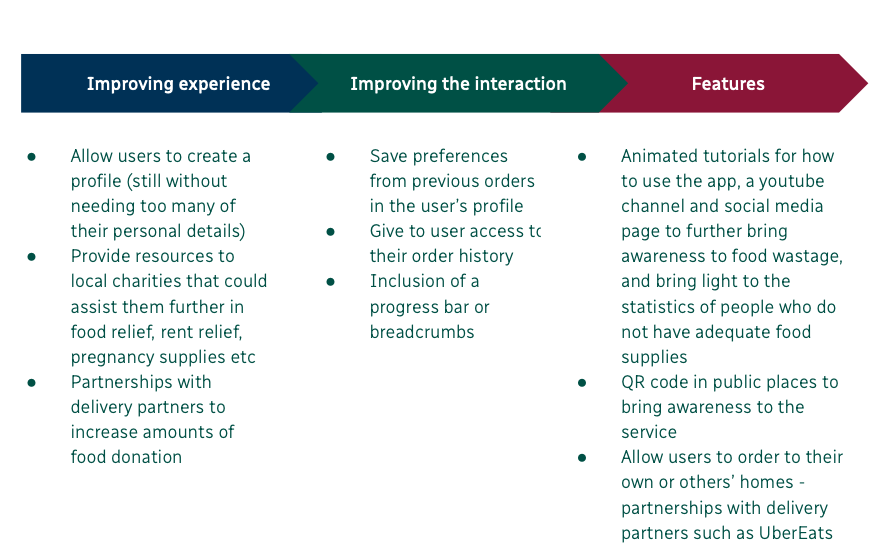 Improving experience
Improving the interaction
Features
● Allow users to create a
profile (still without
needing too many of
their personal details)
● Provide resources to
local charities that could
assist them further in
food relief, rent relief,
pregnancy supplies etc
● Partnerships with
delivery partners to
increase amounts of
food donation
● Save preferences
from previous orders
in the user's profile
● Give to user access to
their order history
● Inclusion of a
progress bar or
breadcrumbs
● Animated tutorials for how
to use the app, a youtube
channel and social media
page to further bring
awareness to food wastage,
and bring light to the
statistics of people who do
not have adequate food
supplies
● QR code in public places to
bring awareness to the
service
● Allow users to order to their
own or others' homes -
partnerships with delivery
partners such as UberEats